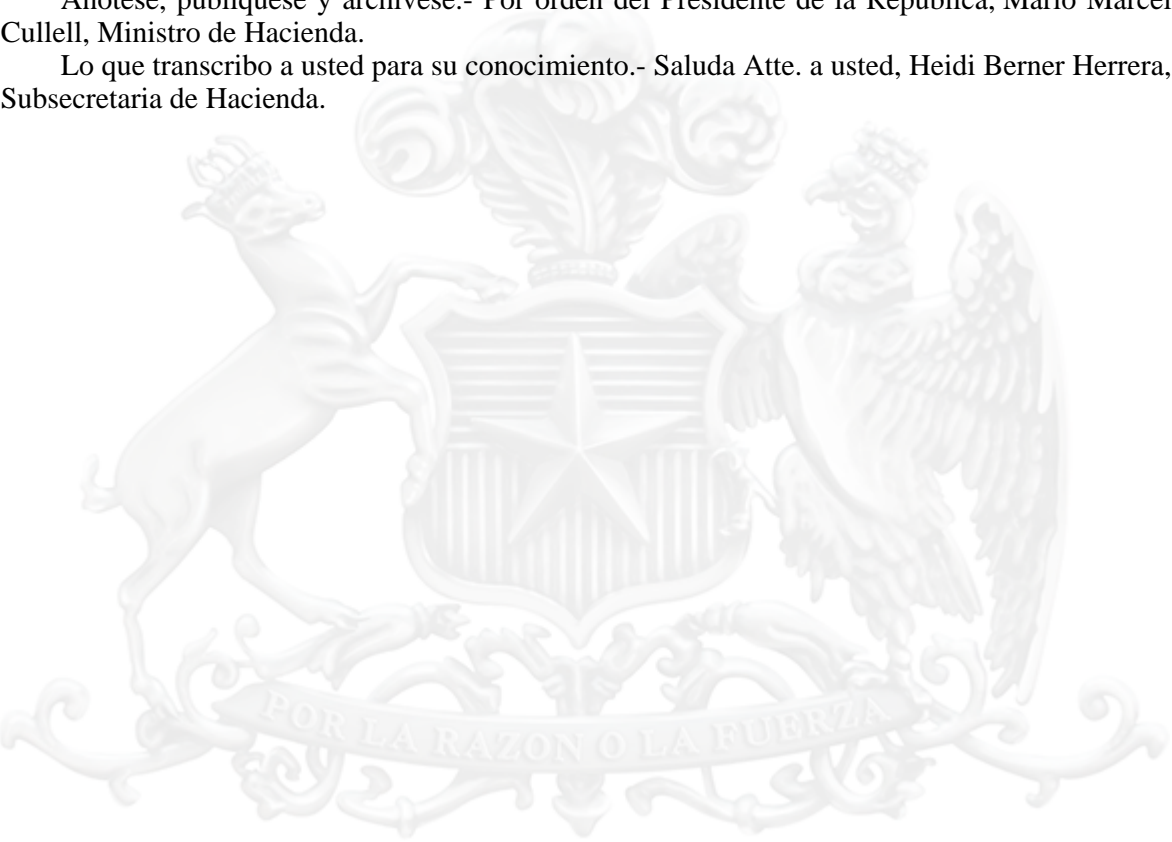 Anótese, publíquese y archívese.- Por orden del Presidente de la República, Mario Marcel
Cullell, Ministro de Hacienda.
Lo que transcribo a usted para su conocimiento.- Saluda Atte. a usted, Heidi Berner Herrera,
Subsecretaria de Hacienda.
POR LA RAZON O LA FUERZA